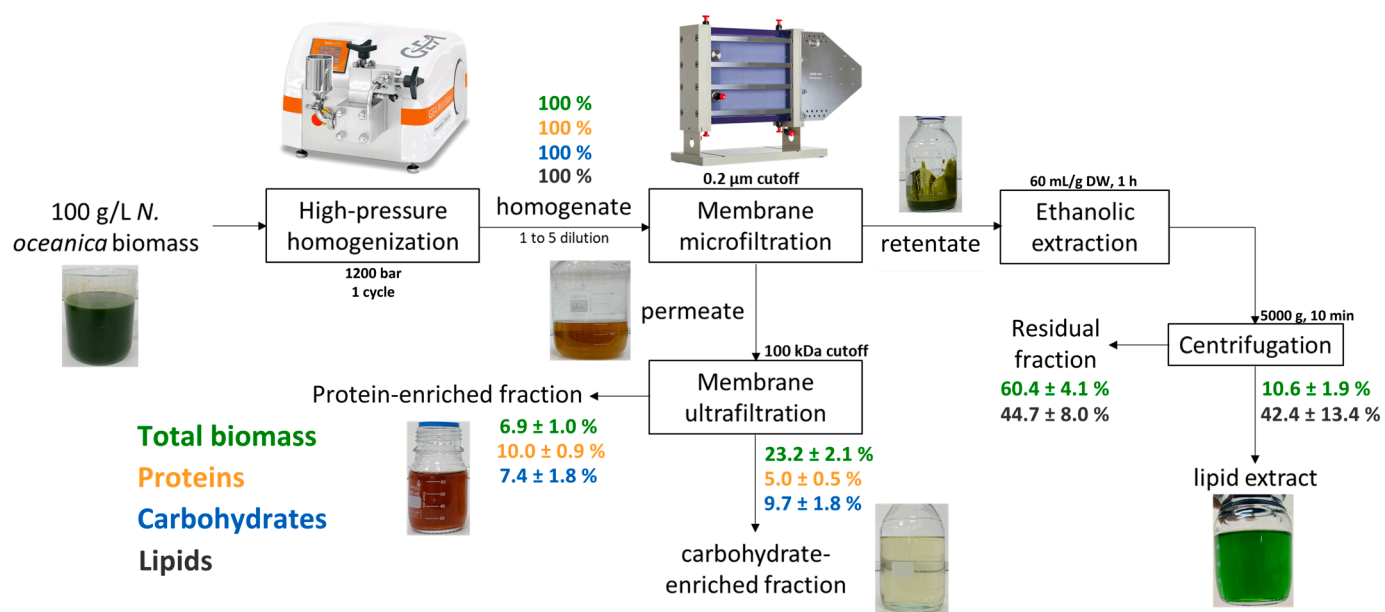 GEA
100 %
100 %
100 %
100 %
0.2 µm cutoff
60 mL/g DW, 1 h
100 g/L N.
oceanica biomass
High-pressure
homogenization
homogenate
1 to 5 dilution
Membrane
microfiltration
retentate
Ethanolic
extraction
1200 bar
1 cycle
permeate
5000 g, 10 min
Residual
fraction
Centrifugation
100 kDa cutoff
60.4 ± 4.1 %
44.7 ± 8.0 %
10.6 ± 1.9 %
42.4 ± 13.4 %
Protein-enriched fraction
Membrane
ultrafiltration
6.9 ± 1.0 %
10.0 ± 0.9 %
7.4 ± 1.8 %
23.2 ± 2.1 %
5.0 ± 0.5 %
9.7 ± 1.8 %
Total biomass
Proteins
Carbohydrates
Lipids
lipid extract
carbohydrate-
enriched fraction